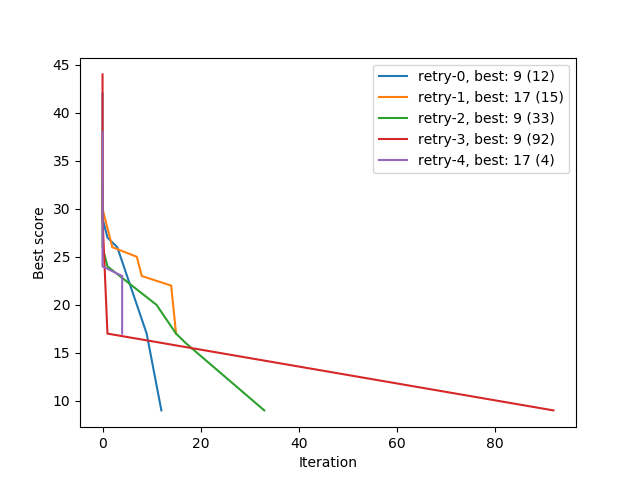 45
40
35
30
25
20
15
10
Best score
0
20
40
60
80
Iteration
retry-0, best: 9 (12)
retry-1, best: 17 (15)
retry-2, best: 9 (33)
retry-3, best: 9 (92)
retry-4, best: 17 (4)